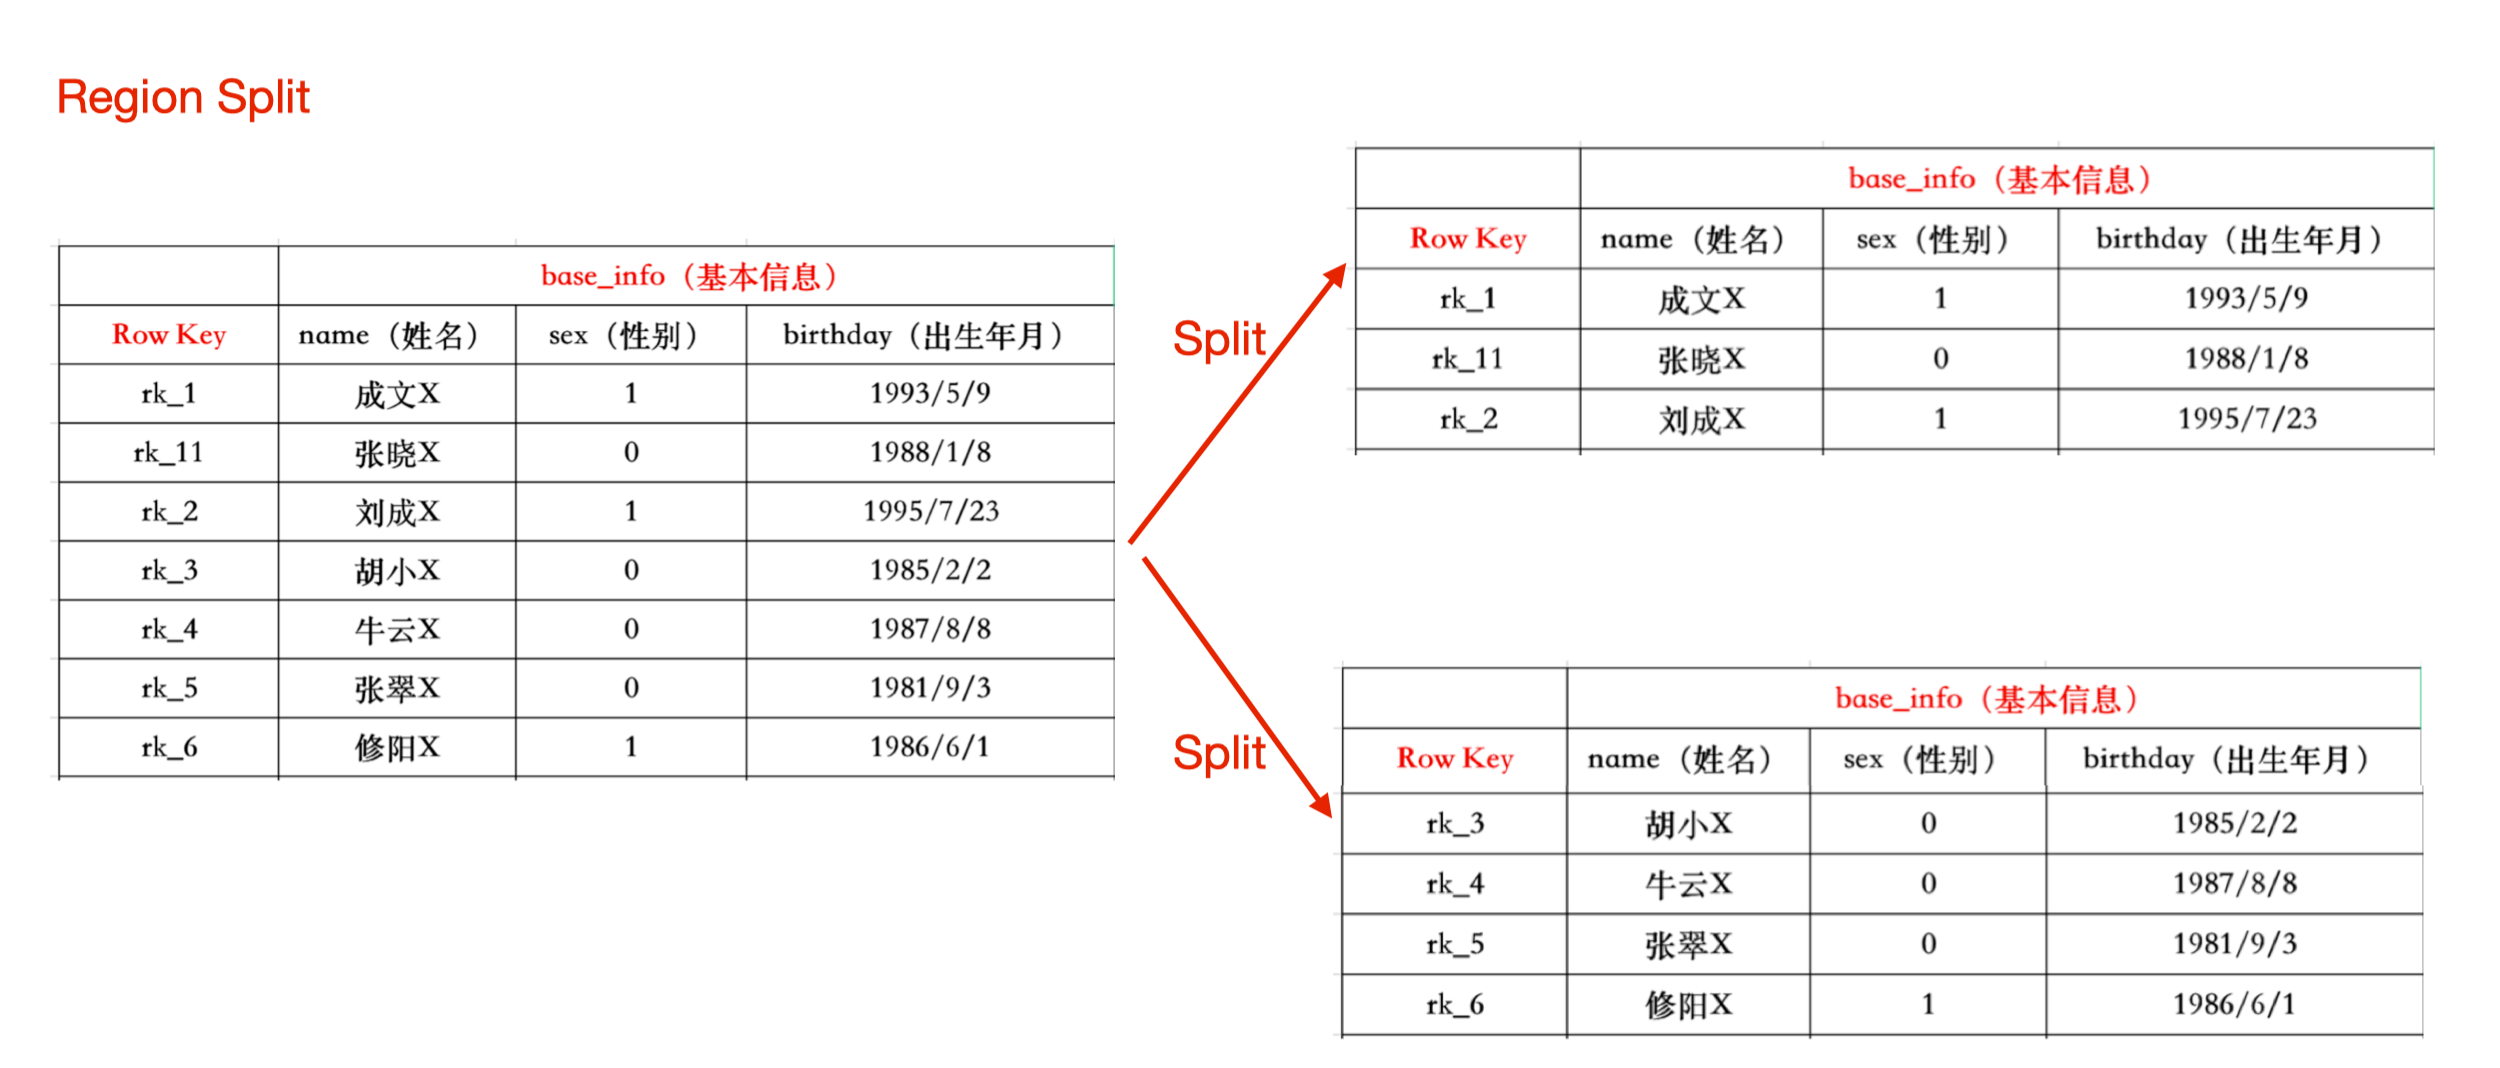 Region Split
base_info（基本信息）
Row Key name（姓名） sex（性别） birthday（出生年月）
rk_1 成文X 1 1993/5/9
rk_11 张晓X 0 1988/1/8
rk_2 刘成X 1 1995/7/23
rk_3 胡小X 0 1985/2/2
rk_4 牛云X 0 1987/8/8
rk_5 张翠X 0 1981/9/3
rk_6 修阳X 1 1986/6/1
Split
base_info（基本信息）
Row Key name（姓名） sex（性别） birthday（出生年月）
rk_1 成文X 1 1993/5/9
rk_11 张晓X 0 1988/1/8
rk_2 刘成X 1 1995/7/23
Split
base_info（基本信息）
Row Key name（姓名） sex（性别） birthday（出生年月）
rk_3 胡小X 0 1985/2/2
rk_4 牛云X 0 1987/8/8
rk_5 张翠X 0 1981/9/3
rk_6 修阳X 1 1986/6/1